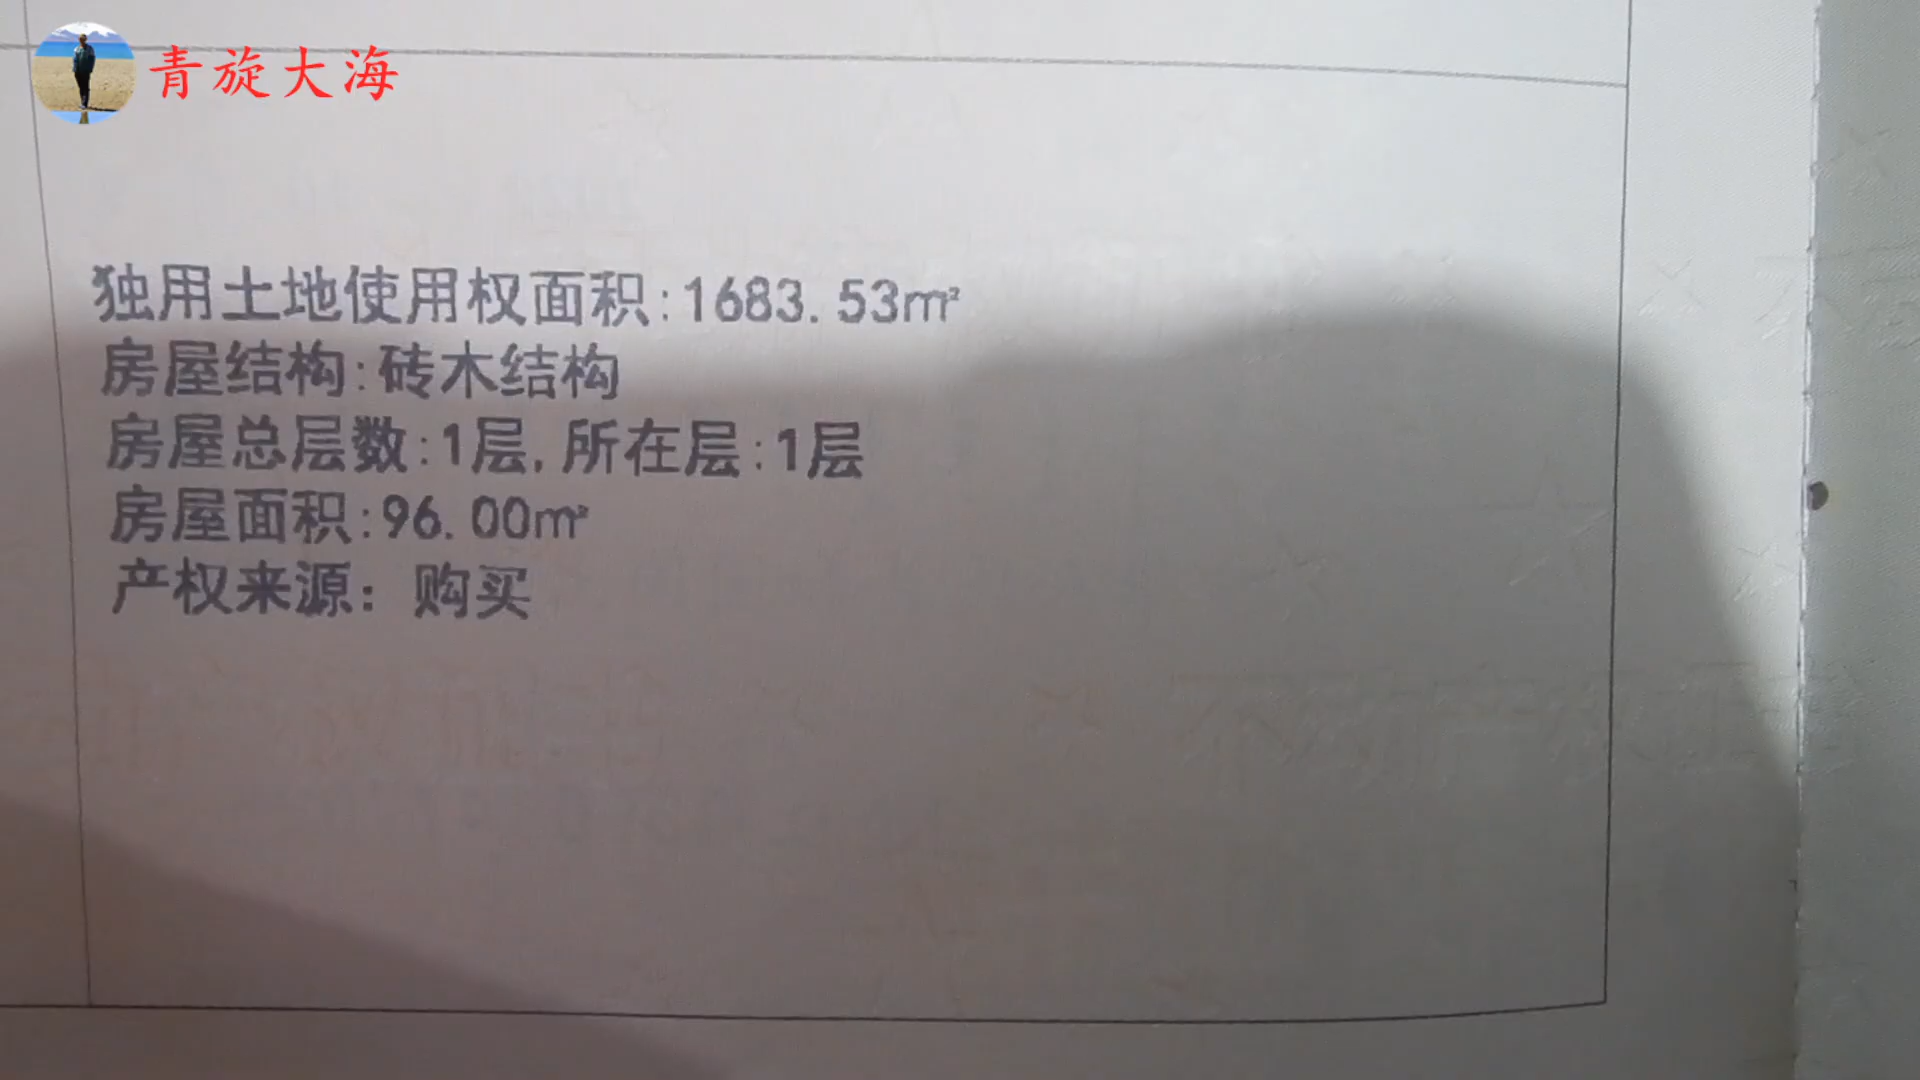 青旋大海
独用土地使用权面积:1683.53㎡
房屋结构:砖木结构
房屋总层数:1层,所在层:1层
房屋面积:96.00㎡
产权来源：购买